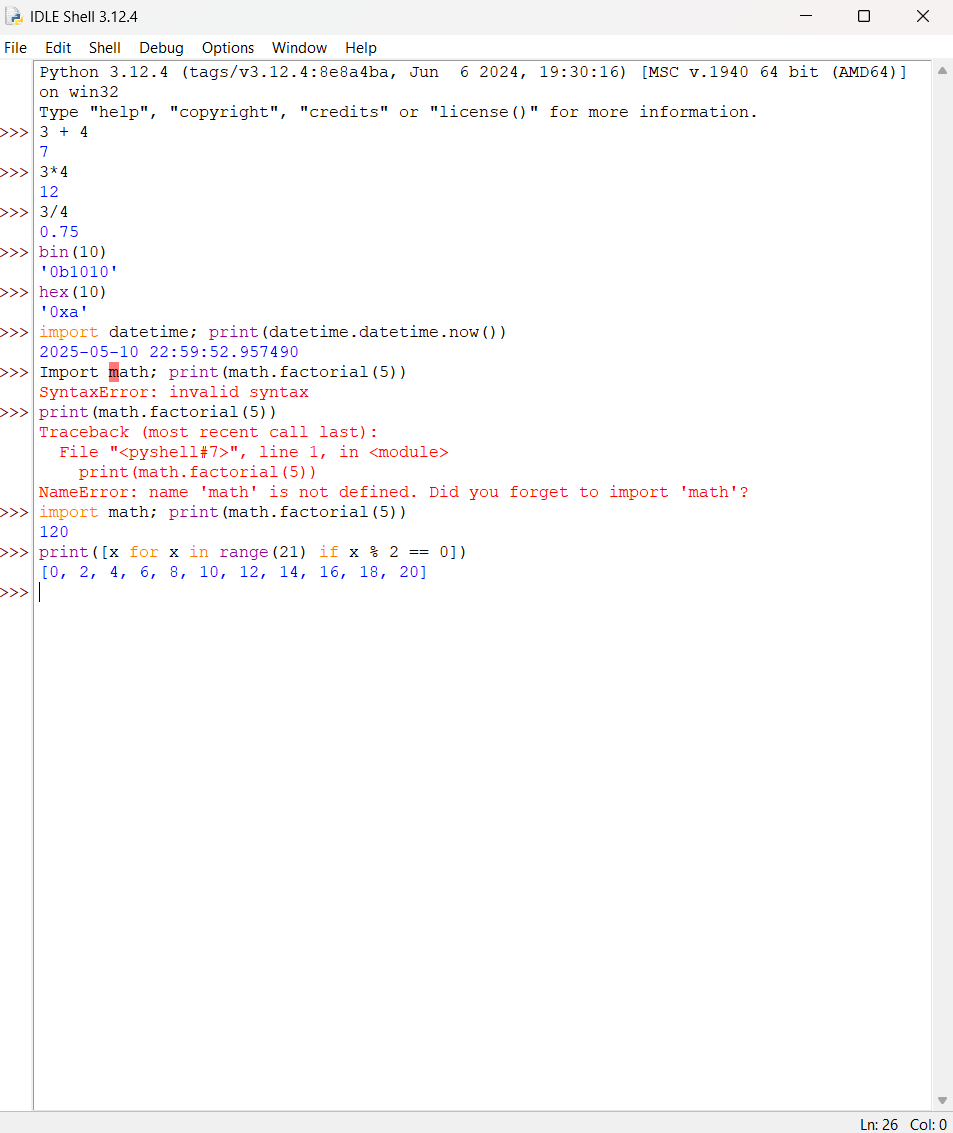 IDLE Shell 3.12.4
File Edit Shell Debug Options Window Help
Python 3.12.4 (tags/v3.12.4:8e8a4ba, Jun  6 2024, 19:30:16) [MSC v.1940 64 bit (AMD64)]
on win32
Type "help", "copyright", "credits" or "license()" for more information.
>>> 3 + 4
7
>>> 3*4
12
>>> 3/4
0.75
>>> bin(10)
'0b1010'
>>> hex(10)
'0xa'
>>> import datetime; print(datetime.datetime.now())
2025-05-10 22:59:52.957490
>>> Import math; print(math.factorial(5))
SyntaxError: invalid syntax
>>> print(math.factorial(5))
Traceback (most recent call last):
  File "<pyshell#7>", line 1, in <module>
    print(math.factorial(5))
NameError: name 'math' is not defined. Did you forget to import 'math'?
>>> import math; print(math.factorial(5))
120
>>> print([x for x in range(21) if x % 2 == 0])
[0, 2, 4, 6, 8, 10, 12, 14, 16, 18, 20]
>>>
Ln: 26 Col: 0